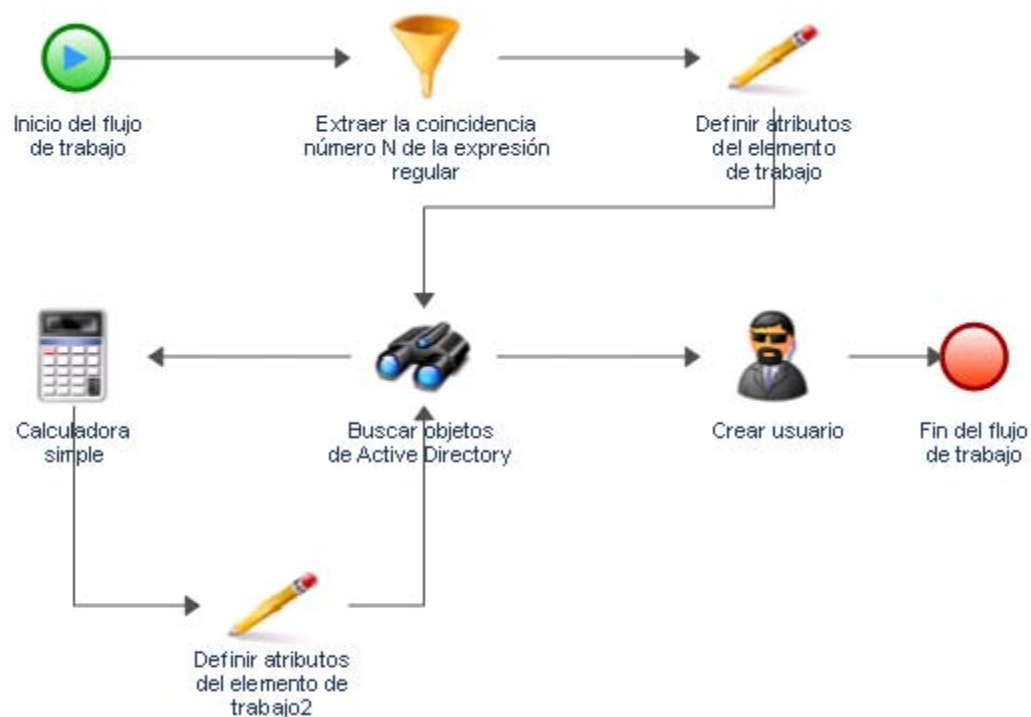 Inicio del flujo
de trabajo
Extraer la coincidencia
número N de la expresión
regular
Definir atributos
del elemento
de trabajo
Calculadora
simple
Buscar objetos
de Active Directory
Crear usuario
Fin del flujo
de trabajo
Definir atributos
del elemento de
trabajo2